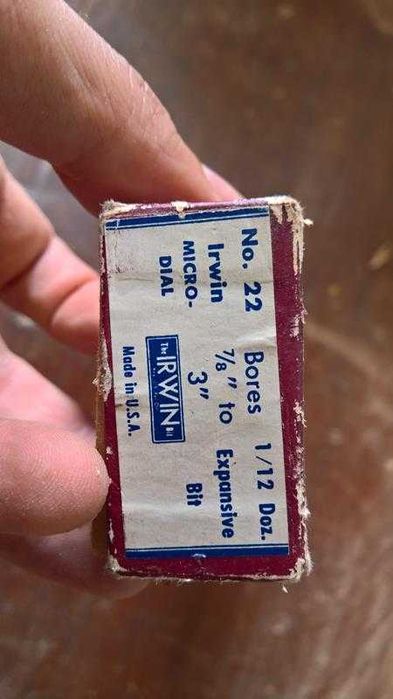 No. 22 Bores 1/12 Doz.
Irwin 7/8" to Expansive
MICRO- 3" Bit
DIAL
The IRWIN Bit
Made in U.S.A.